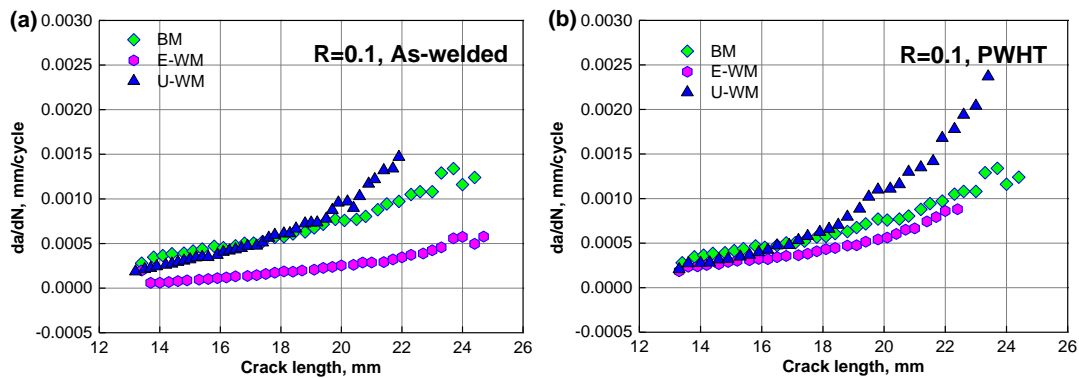 (a)
0.0030
0.0025
0.0020
0.0015
0.0010
0.0005
0.0000
-0.0005
da/dN, mm/cycle
BM
E-WM
U-WM
R=0.1, As-welded
12 14 16 18 20 22 24 26
Crack length, mm
(b)
0.0030
0.0025
0.0020
0.0015
0.0010
0.0005
0.0000
-0.0005
da/dN, mm/cycle
BM
E-WM
U-WM
R=0.1, PWHT
12 14 16 18 20 22 24 26
Crack length, mm